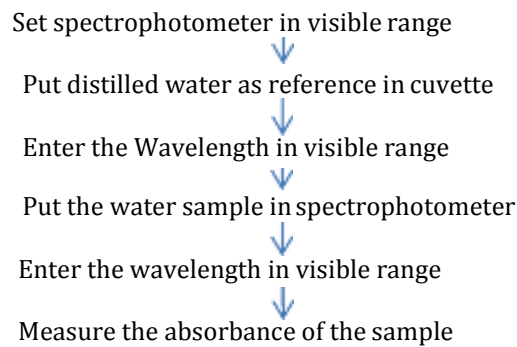 Set spectrophotometer in visible range
Put distilled water as reference in cuvette
Enter the Wavelength in visible range
Put the water sample in spectrophotometer
Enter the wavelength in visible range
Measure the absorbance of the sample